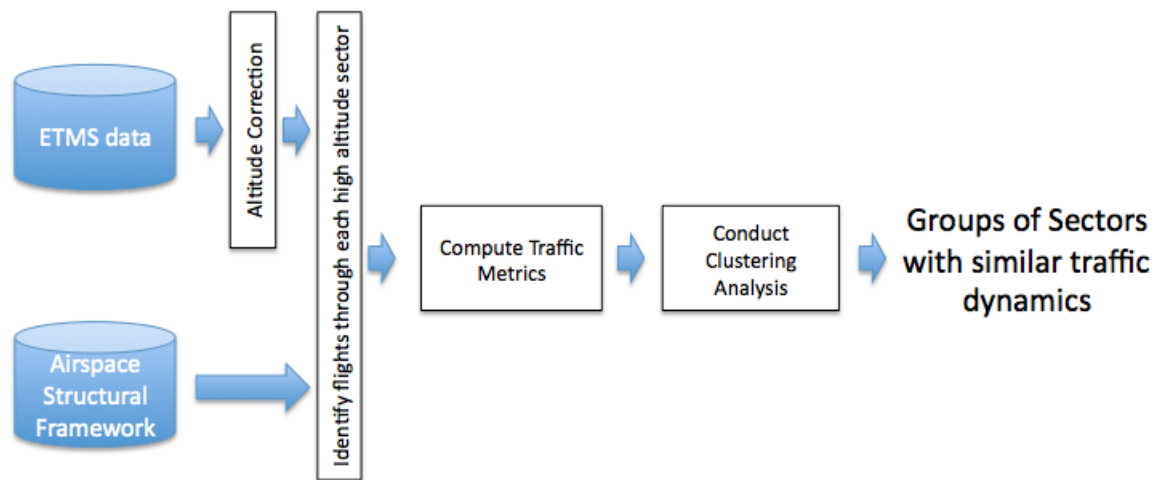 ETMS data
Altitude Correction
Airspace
Structural
Framework
Identify flights through each high altitude sector
Compute Traffic
Metrics
Conduct
Clustering
Analysis
Groups of Sectors
with similar traffic
dynamics